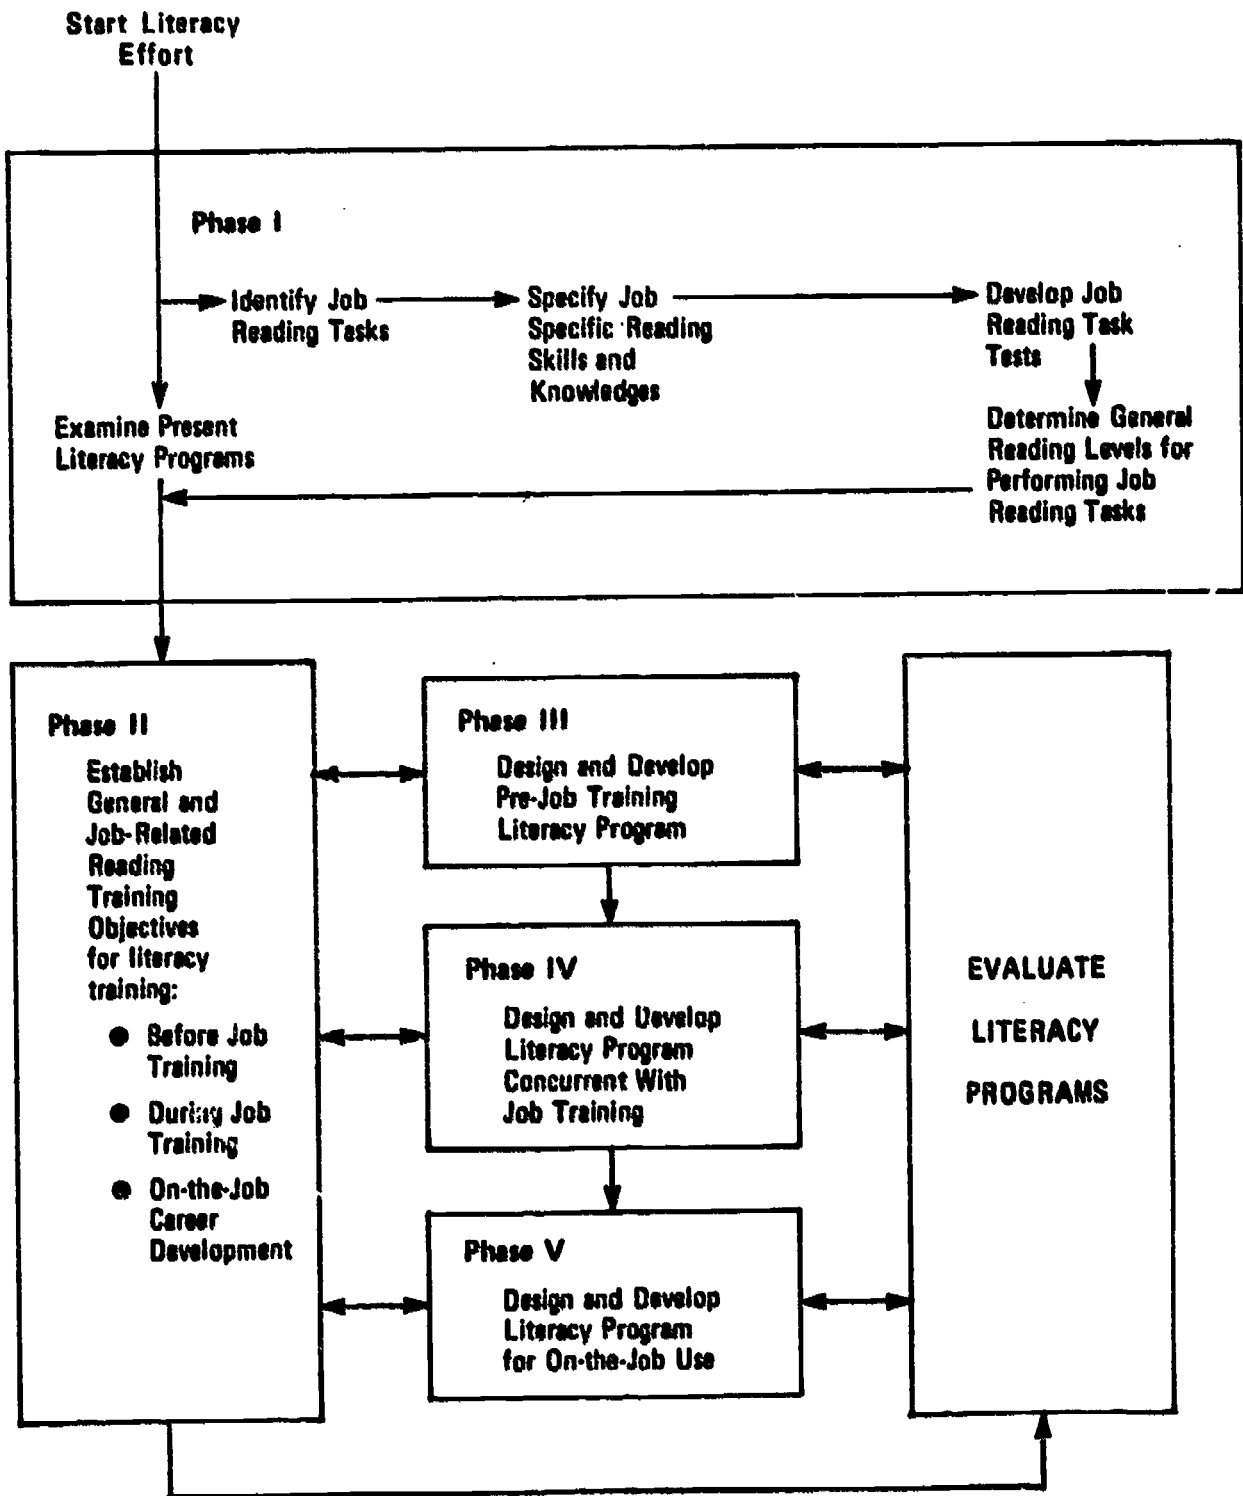 Start Literacy
Effort
Phase I
Identify Job
Reading Tasks
Specify Job
Specific Reading
Skills and
Knowledges
Develop Job
Reading Task
Tests
Determine General
Reading Levels for
Performing Job
Reading Tasks
Examine Present
Literacy Programs
Phase II
Establish
General and
Job-Related
Reading
Training
Objectives
for literacy
training:
● Before Job
Training
● During Job
Training
● On-the-Job
Career
Development
Phase III
Design and Develop
Pre-Job Training
Literacy Program
Phase IV
Design and Develop
Literacy Program
Concurrent With
Job Training
Phase V
Design and Develop
Literacy Program
for On-the-Job Use
EVALUATE
LITERACY
PROGRAMS